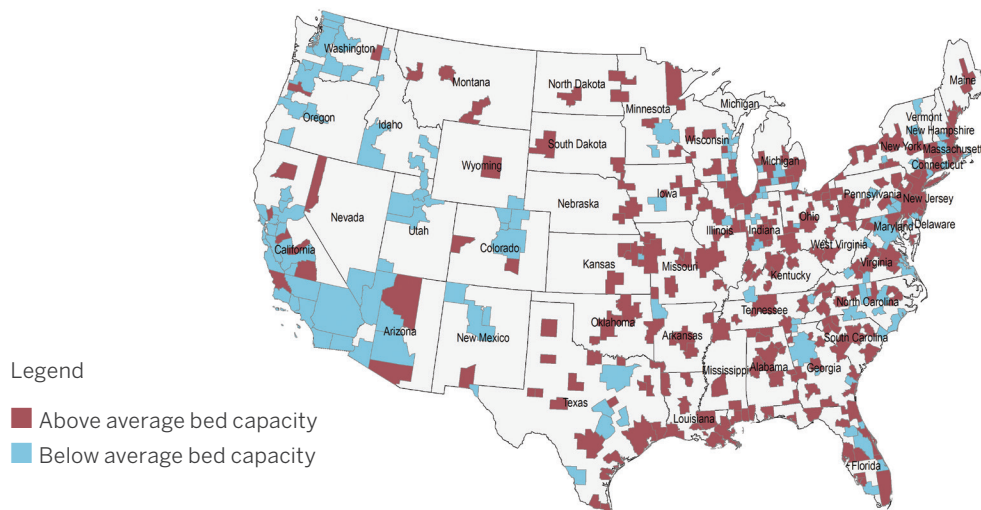 Washington
Montana
North Dakota
Minnesota
Michigan
Maine
Vermont
Oregon
Idaho
New Hampshire
South Dakota
Wisconsin
New York
Massachusett
Michigan
Connecticut
Wyoming
Iowa
Pennsylvania
Nebraska
New Jersey
Nevada
Ohio
Utah
Illinois
Indiana
Maryland
Delaware
California
Colorado
West Virginia
Kansas
Missouri
Virginia
Kentucky
North Carolina
Tennessee
Oklahoma
Arizona
New Mexico
Arkansas
South Carolina
Mississippi
Alabama
Georgia
Legend
Texas
Louisiana
Above average bed capacity
Below average bed capacity
Florida